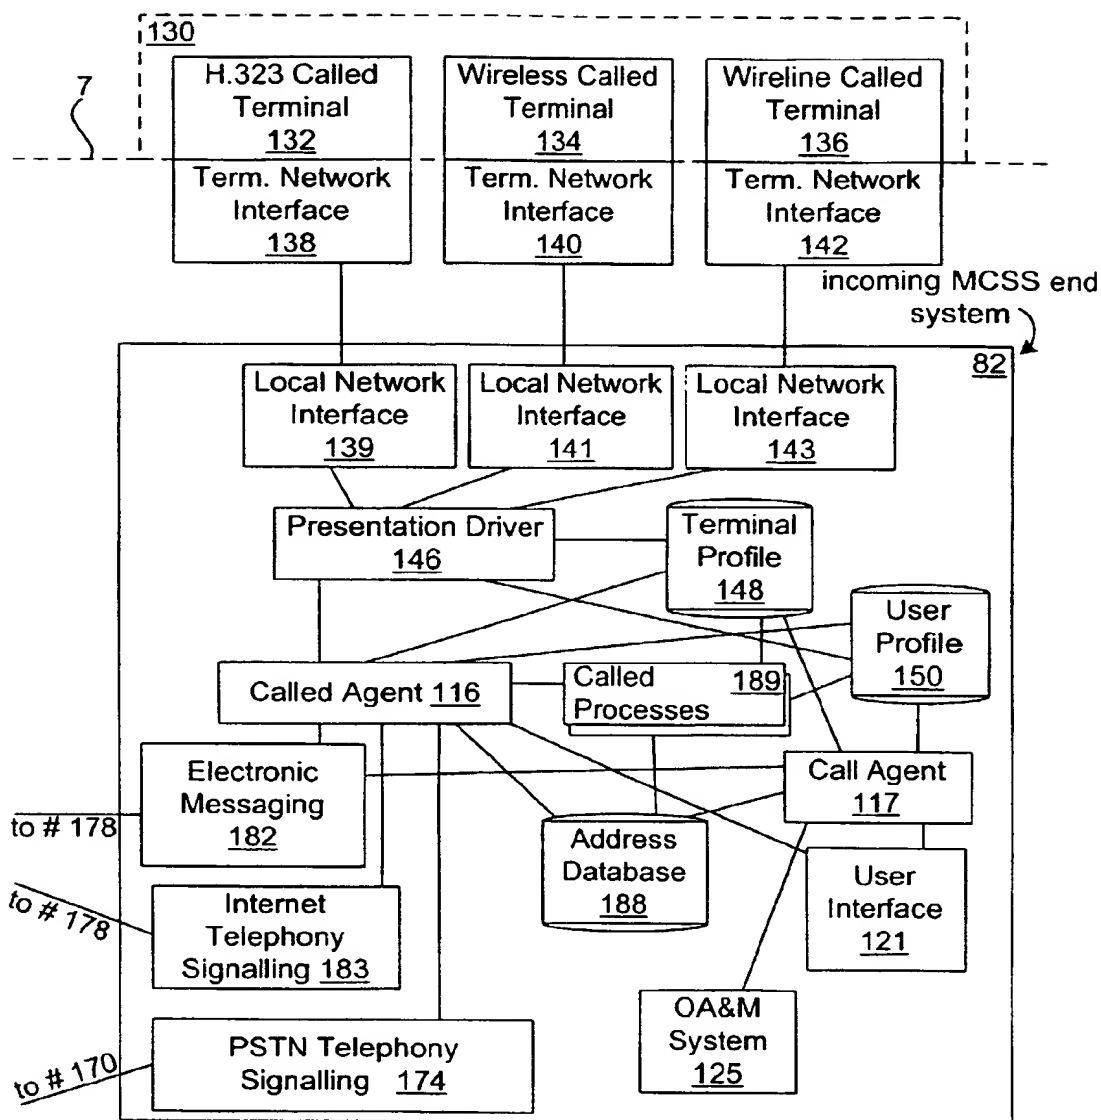 130
H.323 Called
Terminal
132
Wireless Called
Terminal
134
Wireline Called
Terminal
136
7
Term. Network
Interface
138
Term. Network
Interface
140
Term. Network
Interface
142
incoming MCSS end
system
82
Local Network
Interface
139
Local Network
Interface
141
Local Network
Interface
143
Presentation Driver
146
Terminal
Profile
148
User
Profile
150
Called Agent 116
Called
Processes
189
Electronic
Messaging
182
to # 178
Call Agent
117
Address
Database
188
User
Interface
121
to # 178
Internet
Telephony
Signalling 183
OA&M
System
125
PSTN Telephony
Signalling 174
to # 170